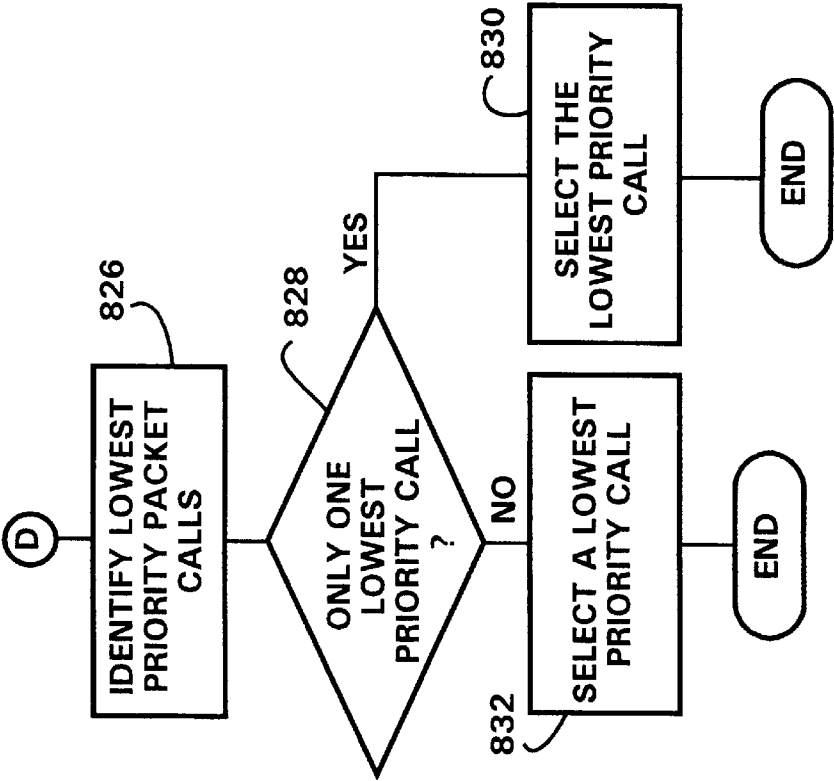 D
826
IDENTIFY LOWEST
PRIORITY PACKET
CALLS
828
ONLY ONE
LOWEST
PRIORITY CALL
?
YES
NO
830
SELECT THE
LOWEST PRIORITY
CALL
END
832
SELECT A LOWEST
PRIORITY CALL
END